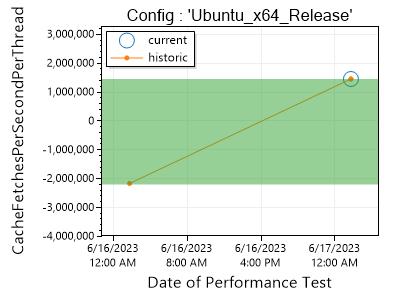 Config : 'Ubuntu_x64_Release'
CacheFetchesPerSecondPerThread
3,000,000
2,000,000
1,000,000
0
-1,000,000
-2,000,000
-3,000,000
-4,000,000
current
historic
6/16/2023 6/16/2023 6/16/2023 6/17/2023
12:00 AM 8:00 AM 4:00 PM 12:00 AM
Date of Performance Test